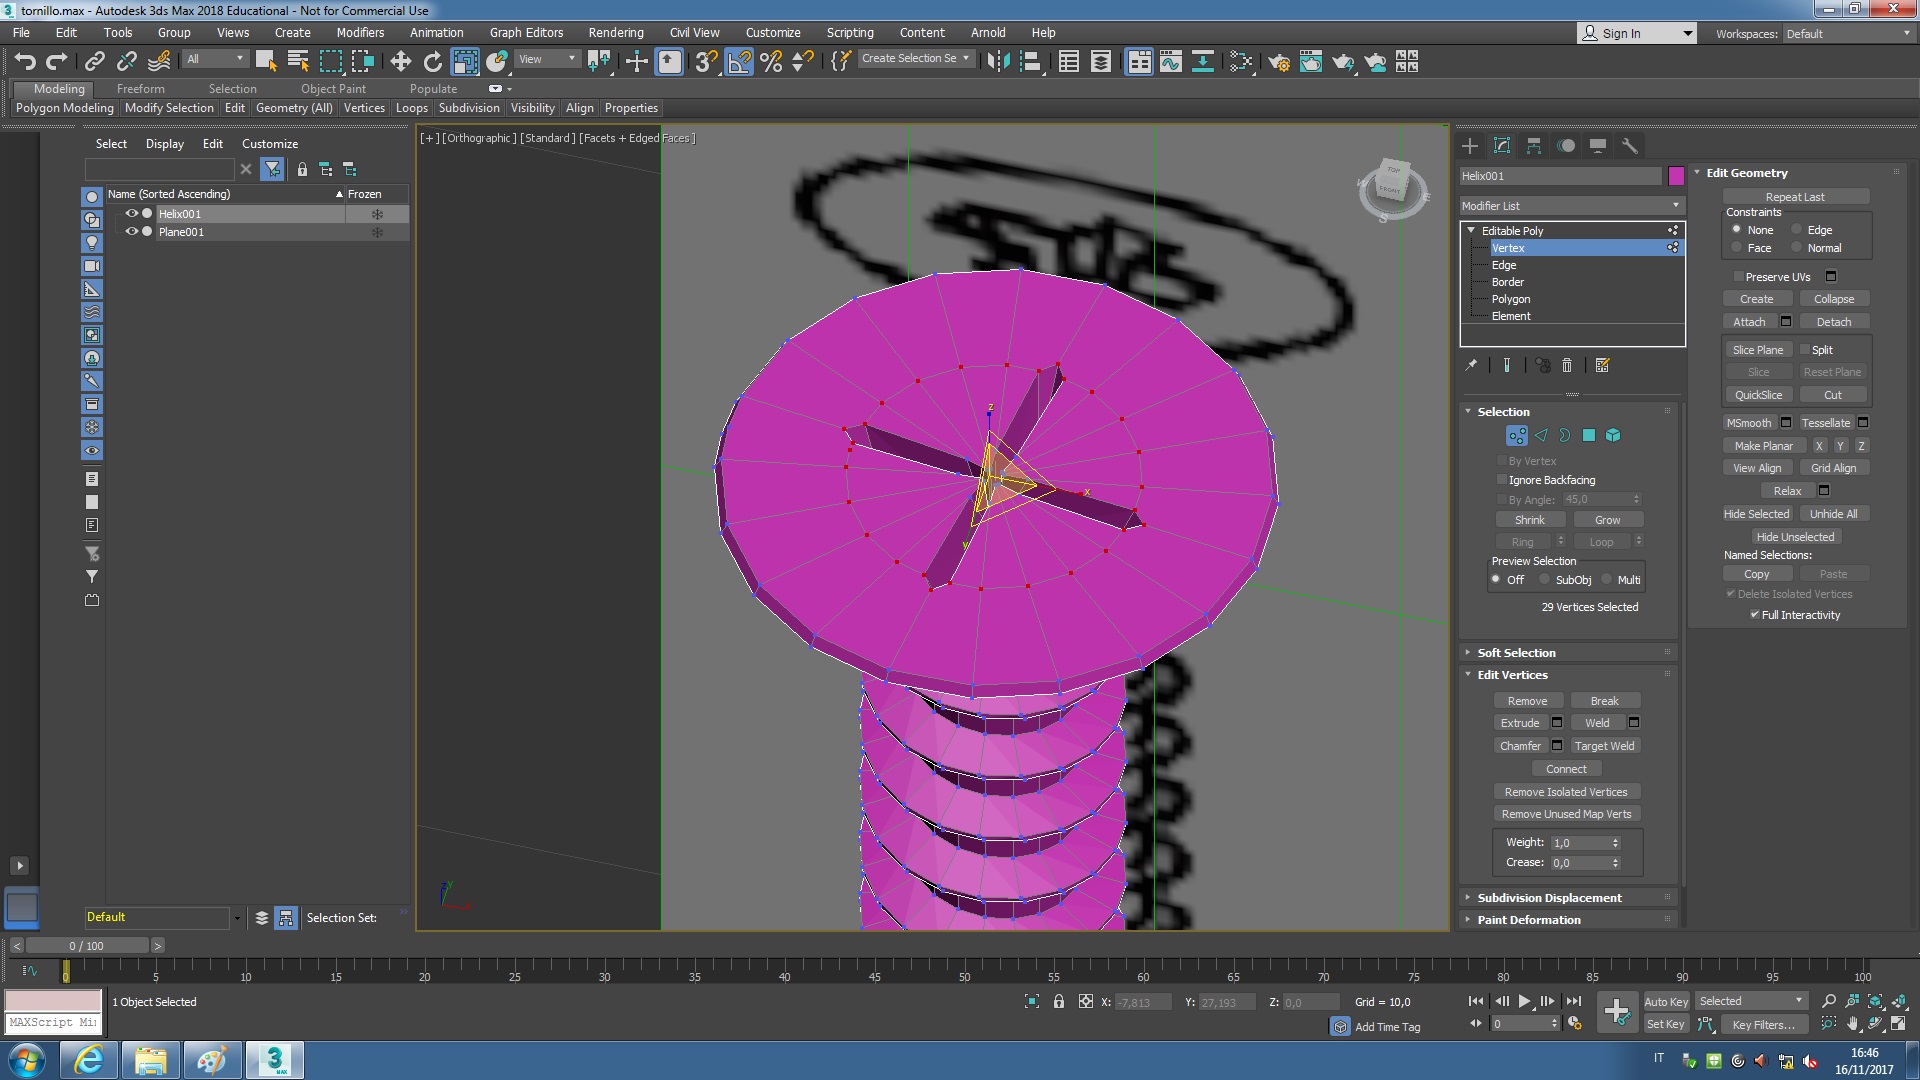 tornillo.max - Autodesk 3ds Max 2018 Educational - Not for Commercial Use
File Edit Tools Group Views Create Modifiers Animation Graph Editors Rendering Civil View Customize Scripting Content Arnold Help
Sign In Workspaces: Default
All View Create Selection Se
Modeling Freeform Selection Object Paint Populate
Polygon Modeling Modify Selection Edit Geometry (All) Vertices Loops Subdivision Visibility Align Properties
Select Display Edit Customize
Name (Sorted Ascending) Frozen
Helix001
Plane001
[+] [Orthographic] [Standard] [Facets + Edged Faces]
TOP
FRONT
W
E
S
z
x
y
Helix001
Modifier List
Editable Poly
Vertex
Edge
Border
Polygon
Element
Selection
By Vertex
Ignore Backfacing
By Angle: 45,0
Shrink Grow
Ring Loop
Preview Selection
Off SubObj Multi
29 Vertices Selected
Soft Selection
Edit Vertices
Remove Break
Extrude Weld
Chamfer Target Weld
Connect
Remove Isolated Vertices
Remove Unused Map Verts
Weight: 1,0
Crease: 0,0
Subdivision Displacement
Paint Deformation
Edit Geometry
Repeat Last
Constraints
None Edge
Face Normal
Preserve UVs
Create Collapse
Attach Detach
Slice Plane Split
Slice Reset Plane
QuickSlice Cut
MSmooth Tessellate
Make Planar X Y Z
View Align Grid Align
Relax
Hide Selected Unhide All
Hide Unselected
Named Selections:
Copy Paste
Delete Isolated Vertices
Full Interactivity
Default Selection Set:
0 / 100
0 5 10 15 20 25 30 35 40 45 50 55 60 65 70 75 80 85 90 95 100
1 Object Selected
X: -7,813 Y: 27,193 Z: 0,0 Grid = 10,0
Auto Key Selected
MAXScript Mi
Add Time Tag
0
Set Key Key Filters...
3
MAX
IT
16:46
16/11/2017